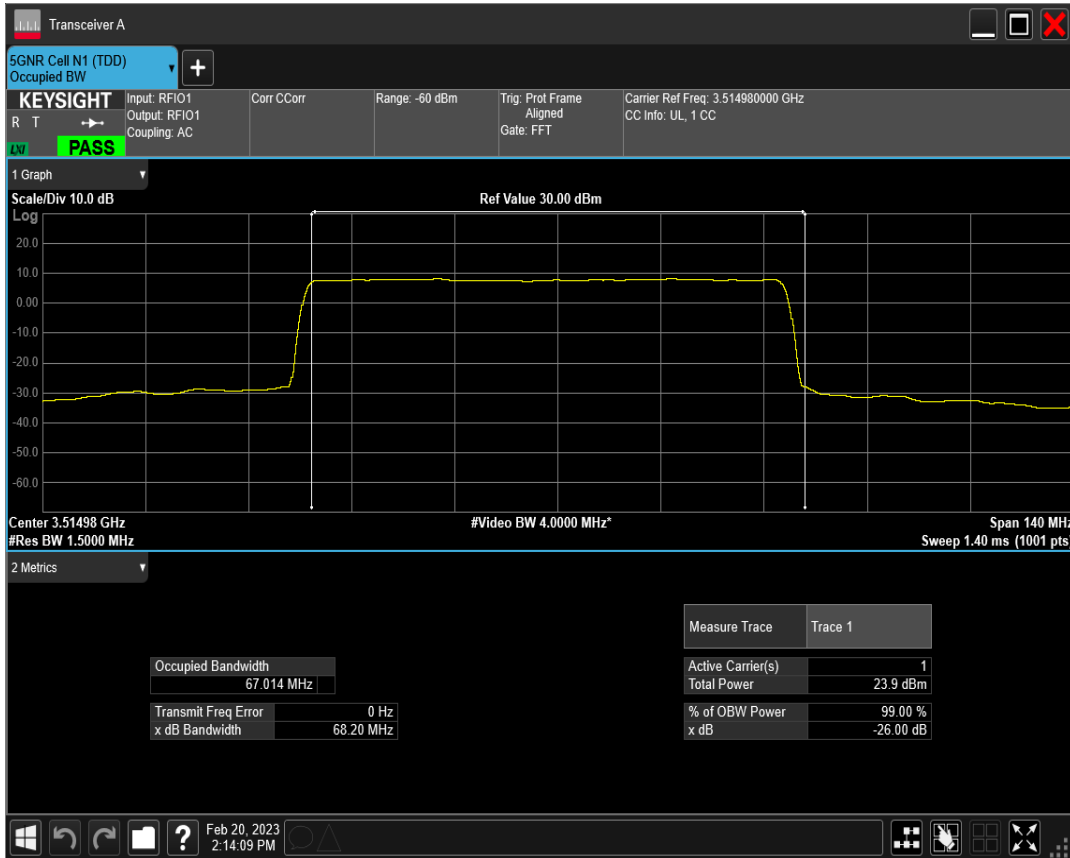 Transceiver A
5GNR Cell N1 (TDD)
Occupied BW
+
KEYSIGHT
R T
LXI
PASS
Input: RFIO1
Output: RFIO1
Coupling: AC
Corr CCorr
Range: -60 dBm
Trig: Prot Frame
Aligned
Gate: FFT
Carrier Ref Freq: 3.514980000 GHz
CC Info: UL, 1 CC
1 Graph
Scale/Div 10.0 dB
Ref Value 30.00 dBm
Log
20.0
10.0
0.00
-10.0
-20.0
-30.0
-40.0
-50.0
-60.0
Center 3.51498 GHz
#Video BW 4.0000 MHz*
Span 140 MHz
#Res BW 1.5000 MHz
Sweep 1.40 ms (1001 pts)
2 Metrics
Measure Trace Trace 1
Occupied Bandwidth
67.014 MHz
Transmit Freq Error 0 Hz
x dB Bandwidth 68.20 MHz
Active Carrier(s) 1
Total Power 23.9 dBm
% of OBW Power 99.00 %
x dB -26.00 dB
?
Feb 20, 2023
2:14:09 PM